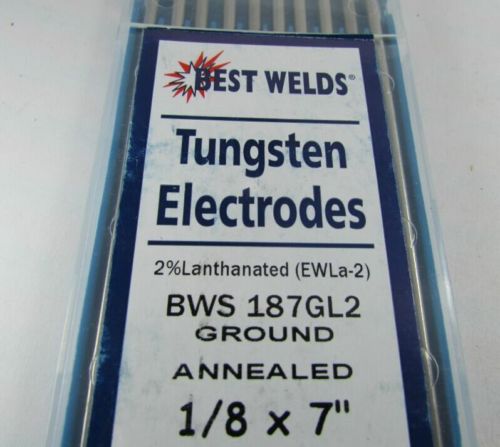 BEST WELDS®
Tungsten
Electrodes
2%Lanthanated (EWLa-2)
BWS 187GL2
GROUND
ANNEALED
1/8 x 7"